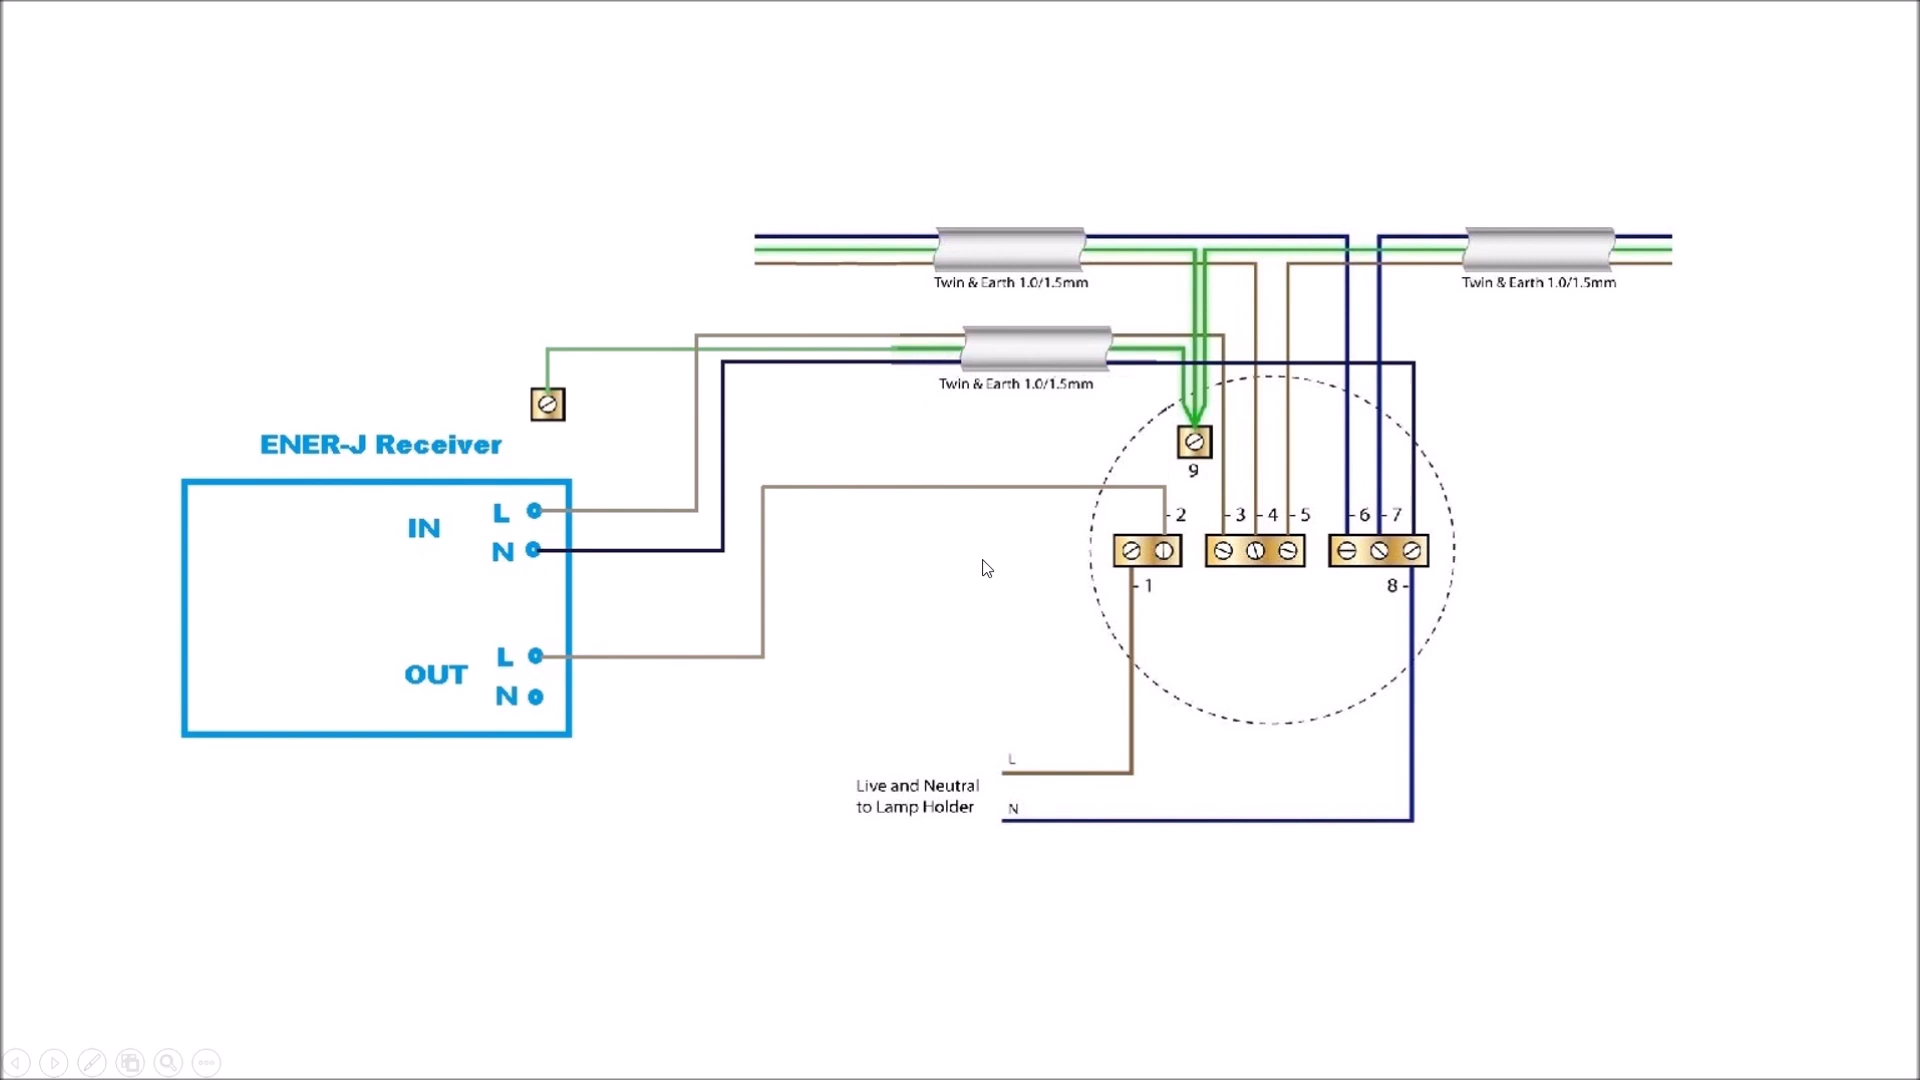 Twin & Earth 1.0/1.5mm
Twin & Earth 1.0/1.5mm
Twin & Earth 1.0/1.5mm
ENER-J Receiver
9
IN
L
N
2
3
4
5
6
7
1
8
OUT
L
N
L
Live and Neutral
to Lamp Holder
N